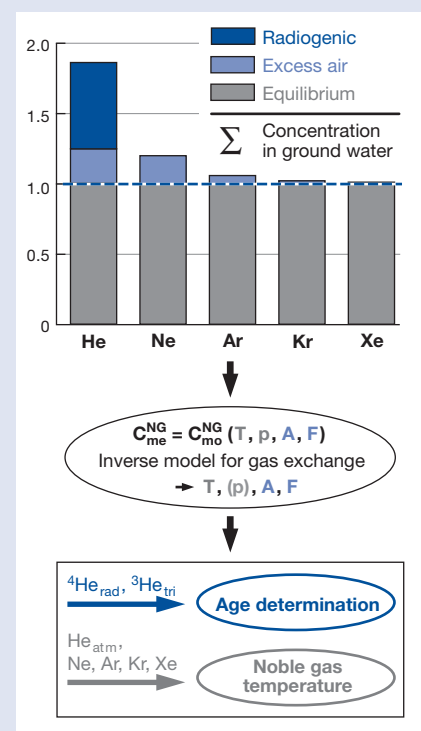 2.0
1.5
1.0
0.5
0
Radiogenic
Excess air
Equilibrium
∑ Concentration
in ground water
He Ne Ar Kr Xe
C^NG_me = C^NG_mo (T, p, A, F)
Inverse model for gas exchange
→ T, (p), A, F
⁴He_rad, ³He_tri
Age determination
He_atm,
Ne, Ar, Kr, Xe
Noble gas
temperature